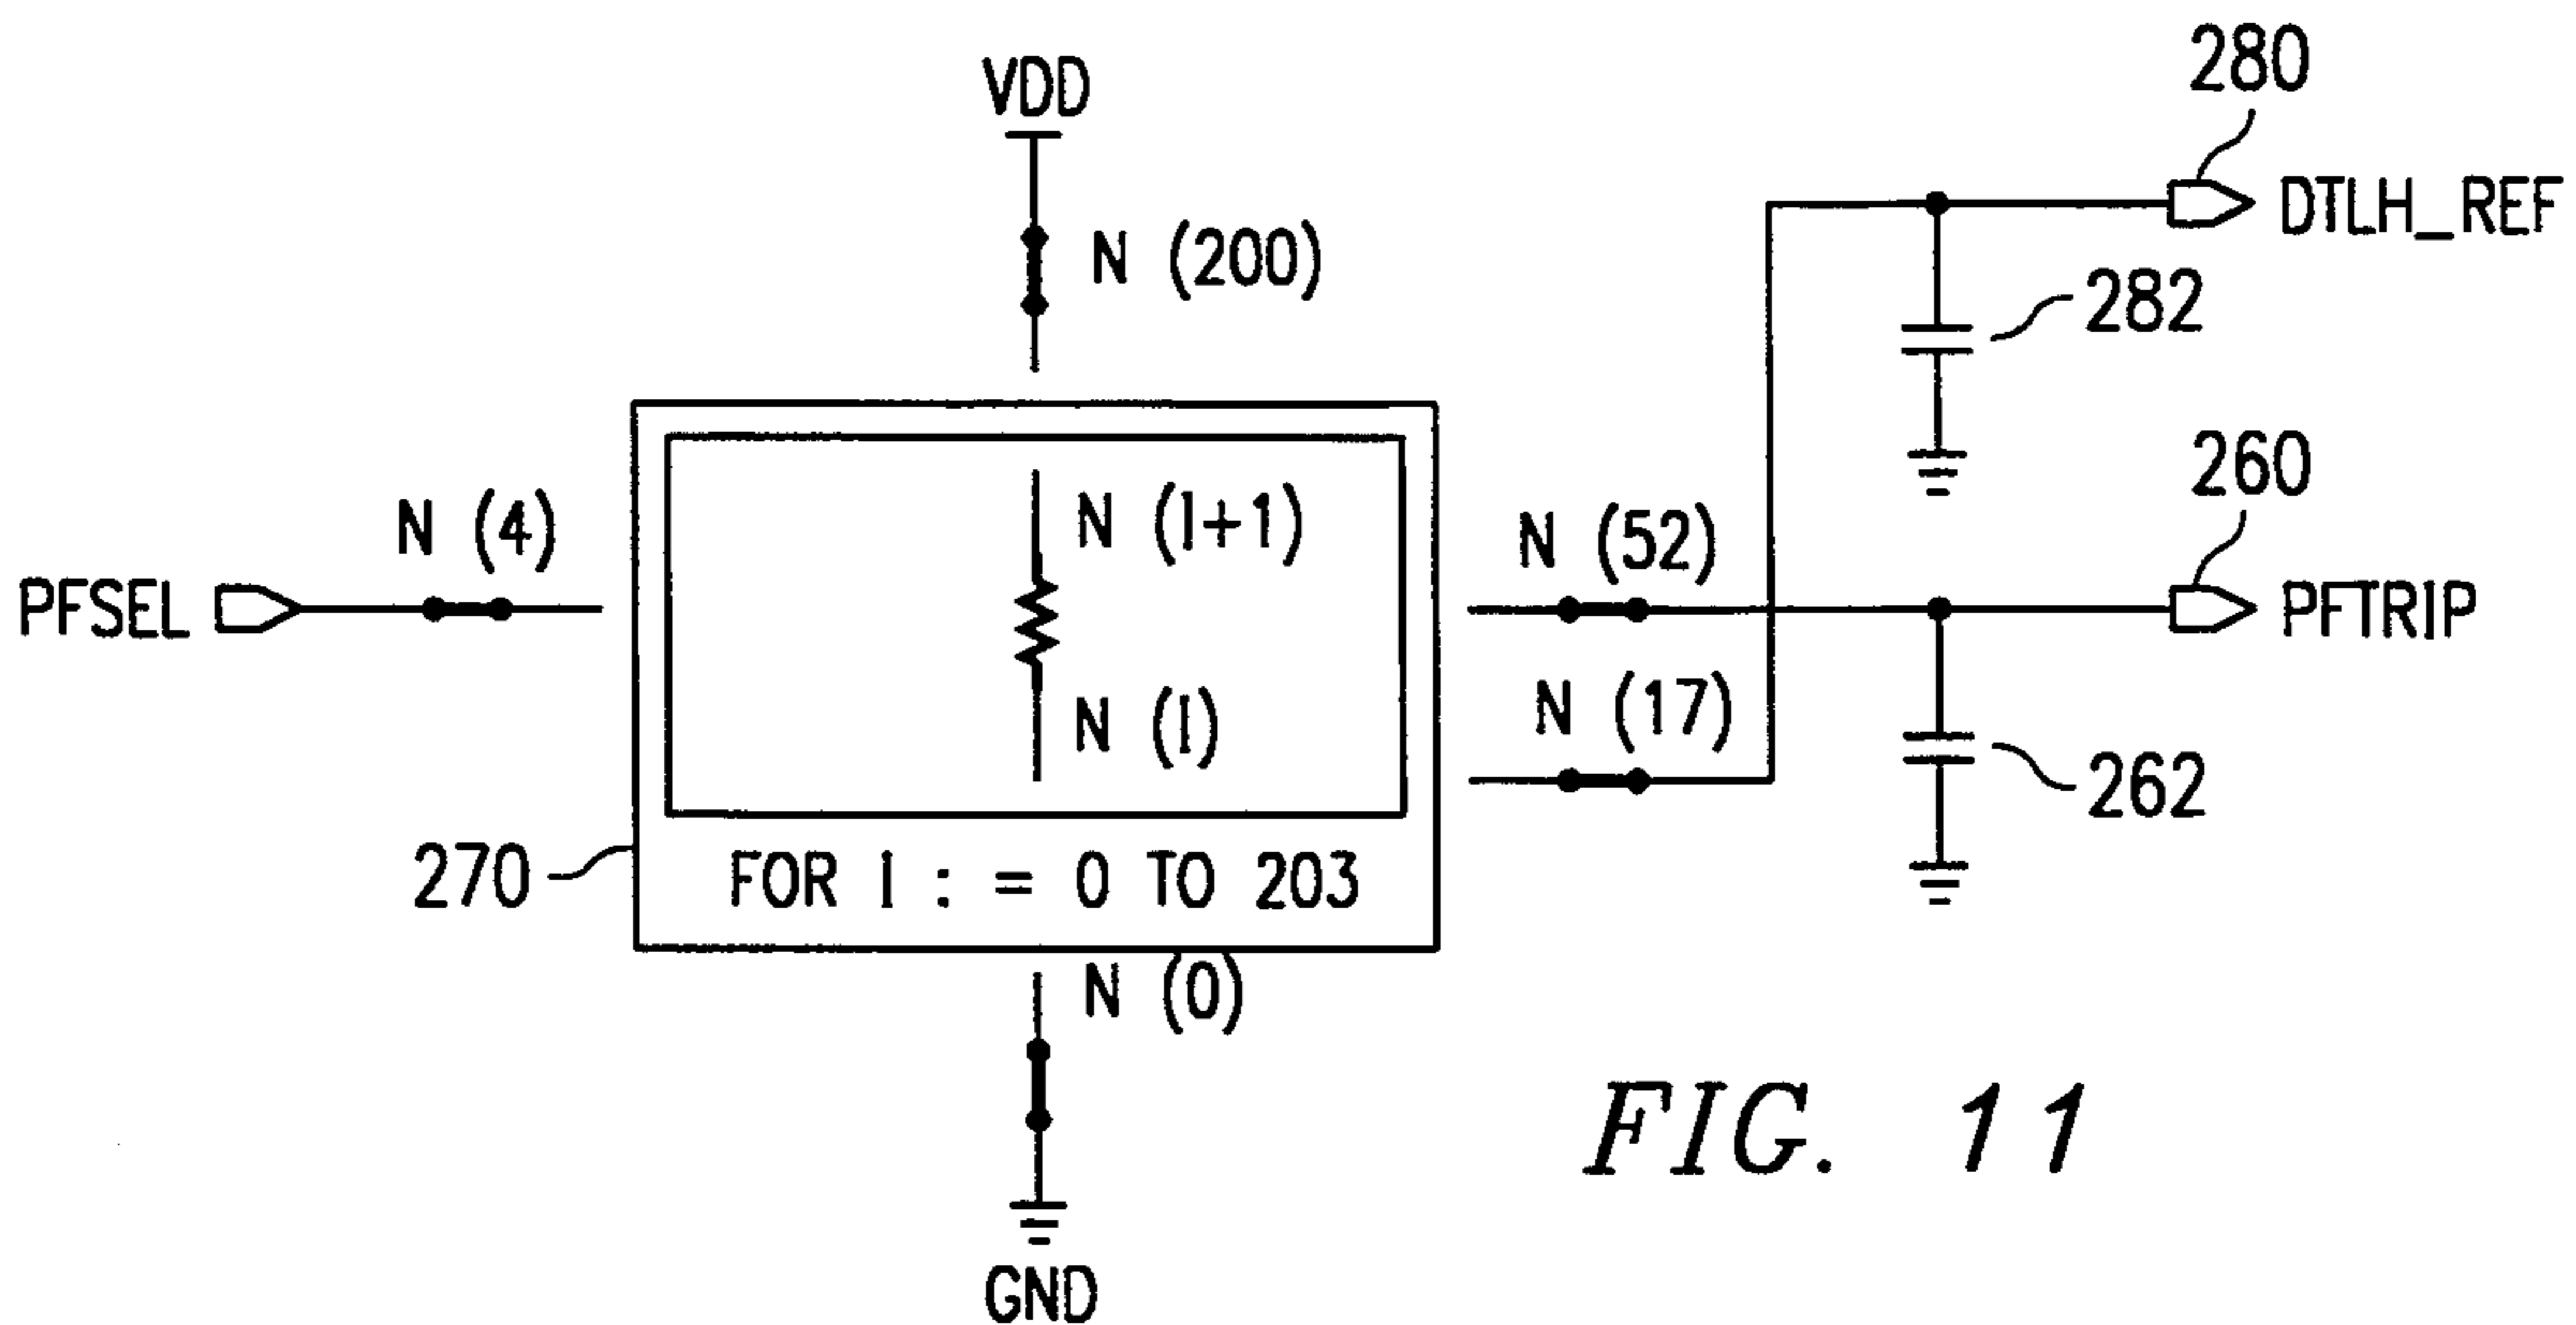 280
VDD
DTLH_REF
N (200)
282
260
N (4)
N (I+1)
N (52)
PFSEL
PFTRIP
N (I)
N (17)
262
270
FOR I : = 0 TO 203
N (0)
FIG. 11
GND